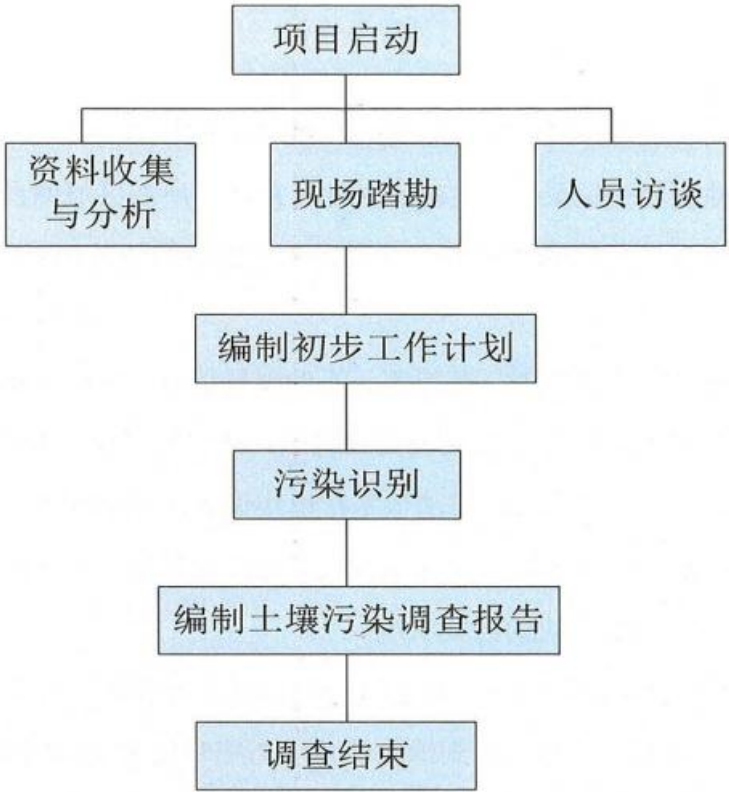 项目启动
资料收集
与分析
现场踏勘
人员访谈
编制初步工作计划
污染识别
编制土壤污染调查报告
调查结束